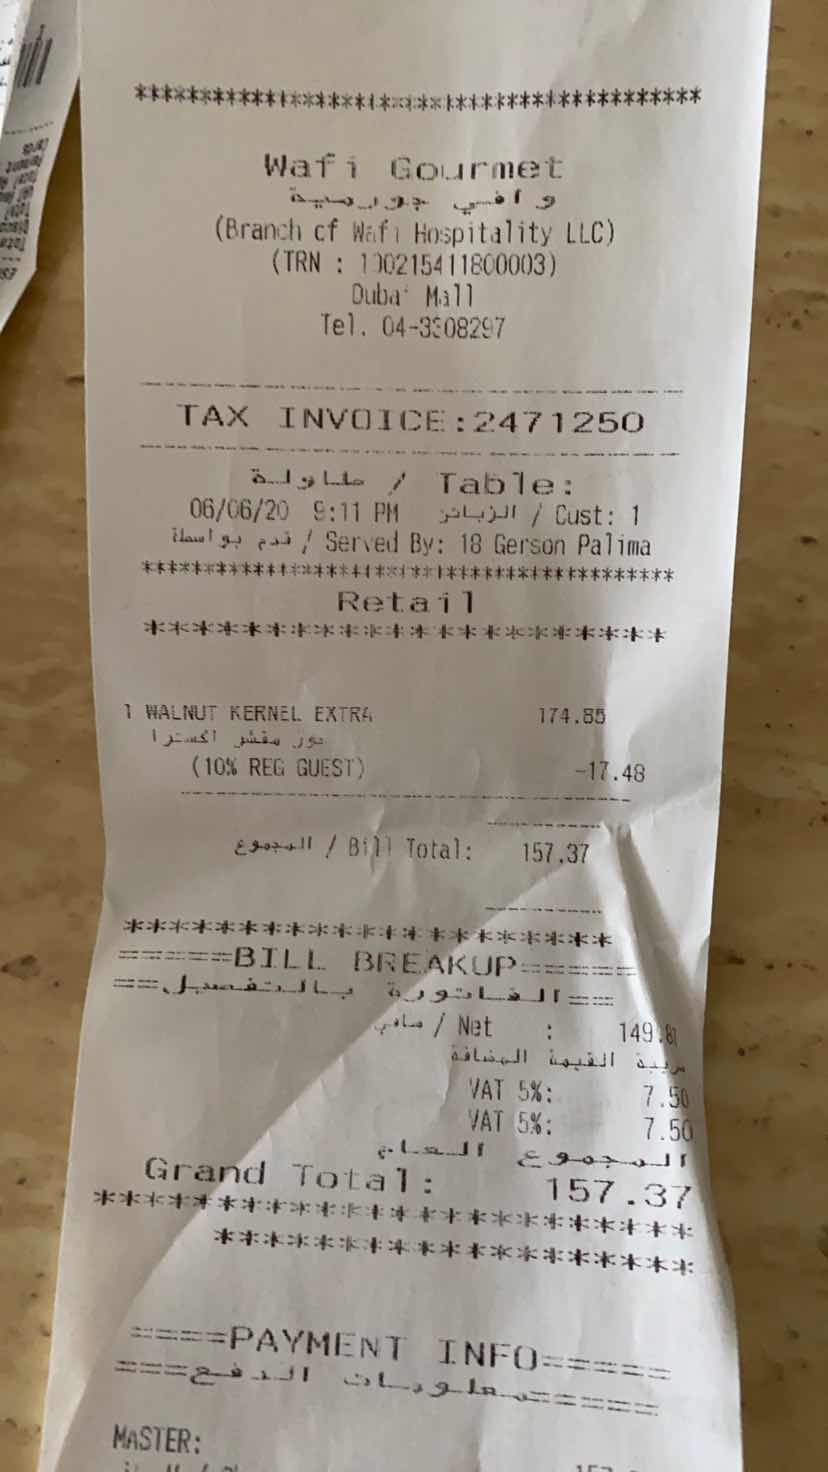 ****************************************
Wafi Gourmet
وافي جورميه
(Branch of Wafi Hospitality LLC)
(TRN : 100215411800003)
Dubai Mall
Tel. 04-3308297
TAX INVOICE:2471250
طاولة / Table:
06/06/20 9:11 PM الزبائن / Cust: 1
قدم بواسطة / Served By: 18 Gerson Palima
****************************************
Retail
**********************
1 WALNUT KERNEL EXTRA 174.85
مقشر اكسترا
(10% REG GUEST) -17.48
المجموع / Bill Total: 157.37
*********************
=====BILL BREAKUP=====
==الفاتورة بالتفصيل==
صافي / Net : 149.87
ضريبة القيمة المضافة
VAT 5%: 7.50
VAT 5%: 7.50
المجموع العام
Grand Total: 157.37
*************************
********************
====PAYMENT INFO=====
===معلومات الدفع=====
MASTER: